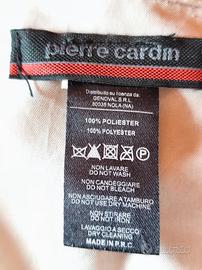 pierre cardin
Distribuito su licenza da:
GENOVAL S.R.L.
80035 NOLA (NA)
100% POLIESTER
100% POLYESTER
NON LAVARE
DO NOT WASH
NON CANDEGGIARE
DO NOT BLEACH
NON ASCIUGARE A TAMBURO
DO NOT USE DRY MACHINE
NON STIRARE
DO NOT IRON
LAVAGGIO A SECCO
DRY CLEANING
MADE IN P.R.C.